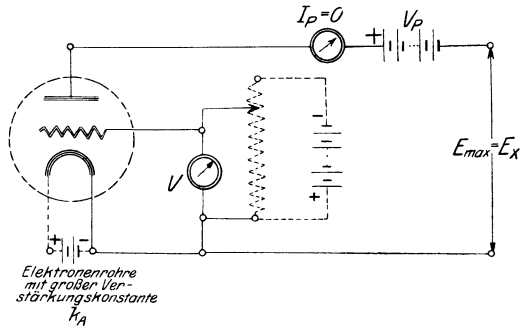 I_P=0
V_P
+
-
V
E_max=E_x
+
+ -
Elektronenrohre
mit großer Ver-
stärkungskonstante
k_A